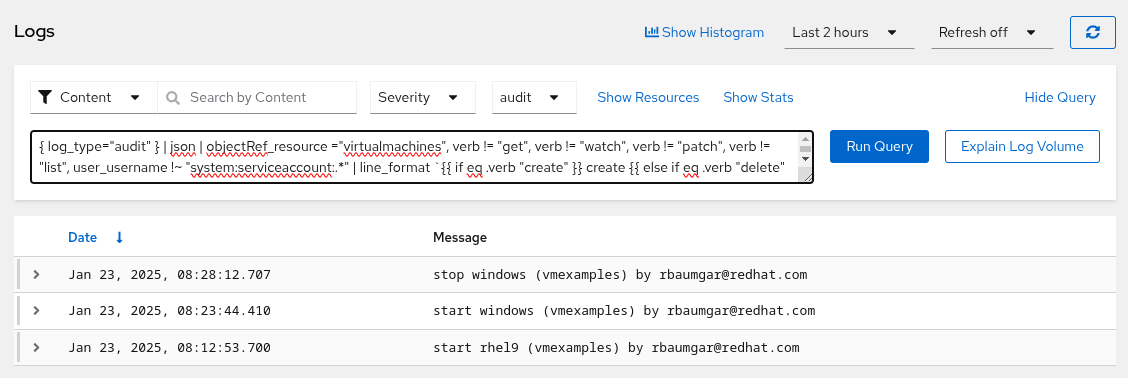 Logs
Show Histogram
Last 2 hours
Refresh off
Content
Search by Content
Severity
audit
Show Resources
Show Stats
Hide Query
{ log_type="audit" } | json | objectRef_resource ="virtualmachines", verb != "get", verb != "watch", verb != "patch", verb !=
"list", user_username !~ "system:serviceaccount:.*" | line_format `{{ if eq .verb "create" }} create {{ else if eq .verb "delete"
Run Query
Explain Log Volume
Date Message
Jan 23, 2025, 08:28:12.707 stop windows (vmexamples) by rbaumgar@redhat.com
Jan 23, 2025, 08:23:44.410 start windows (vmexamples) by rbaumgar@redhat.com
Jan 23, 2025, 08:12:53.700 start rhel9 (vmexamples) by rbaumgar@redhat.com